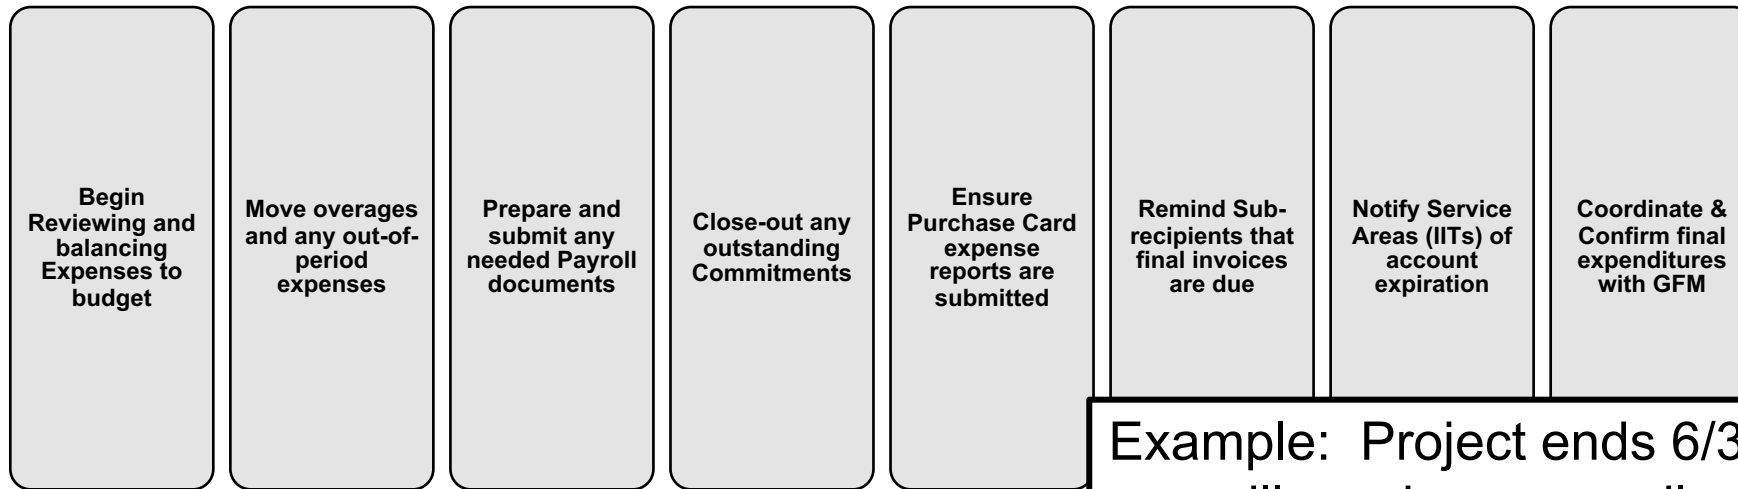 Begin
Reviewing and
balancing
Expenses to
budget
Move overages
and any out-of-
period
expenses
Prepare and
submit any
needed Payroll
documents
Close-out any
outstanding
Commitments
Ensure
Purchase Card
expense
reports are
submitted
Remind Sub-
recipients that
final invoices
are due
Notify Service
Areas (IITs) of
account
expiration
Coordinate &
Confirm final
expenditures
with GFM
Example: Project ends 6/3